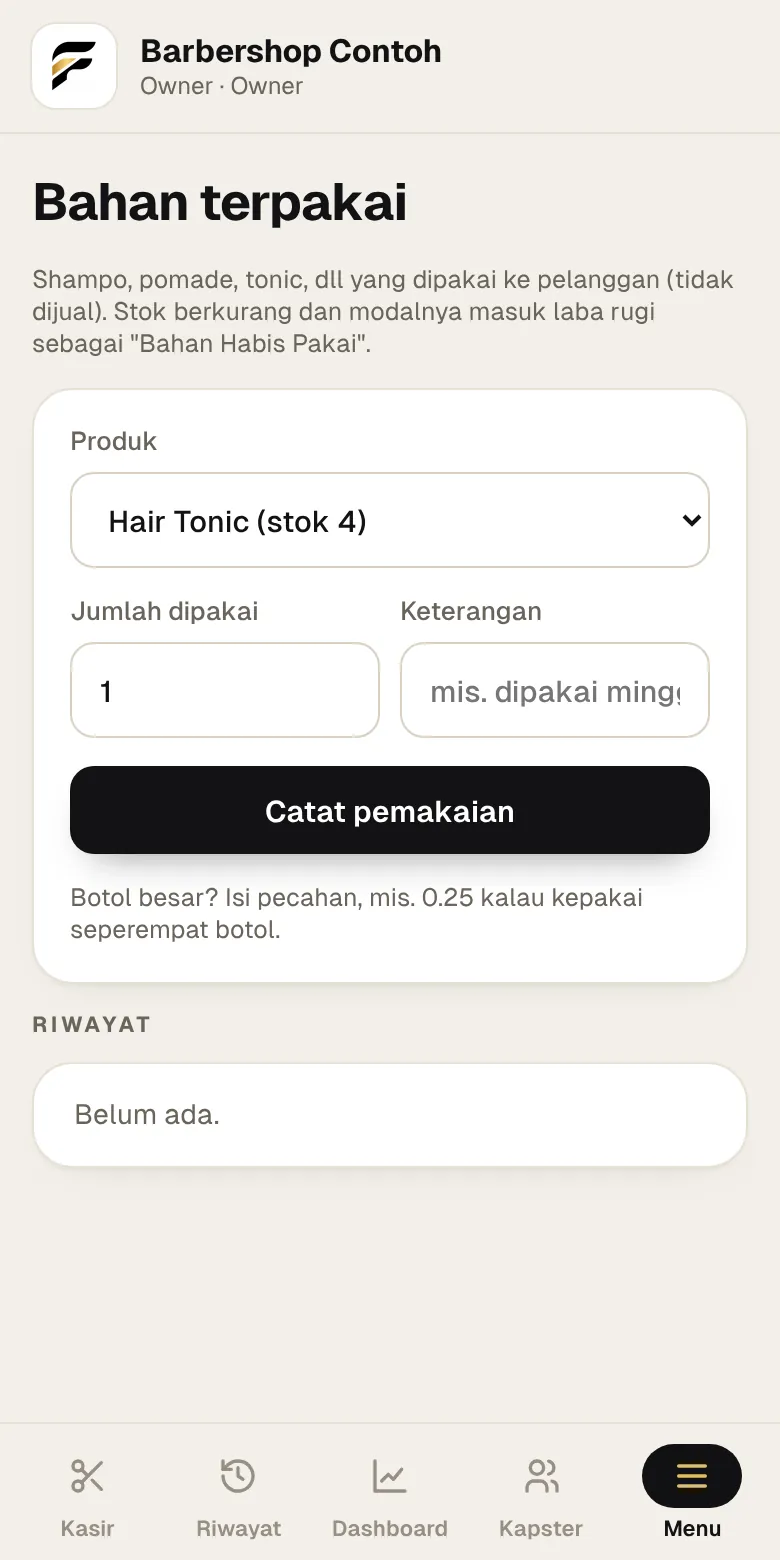 Barbershop Contoh
Owner · Owner
Bahan terpakai
Shampo, pomade, tonic, dll yang dipakai ke pelanggan (tidak
dijual). Stok berkurang dan modalnya masuk laba rugi
sebagai "Bahan Habis Pakai".
Produk
Hair Tonic (stok 4)
Jumlah dipakai
Keterangan
1
mis. dipakai ming
Catat pemakaian
Botol besar? Isi pecahan, mis. 0.25 kalau kepakai
seperempat botol.
RIWAYAT
Belum ada.
Kasir
Riwayat
Dashboard
Kapster
Menu